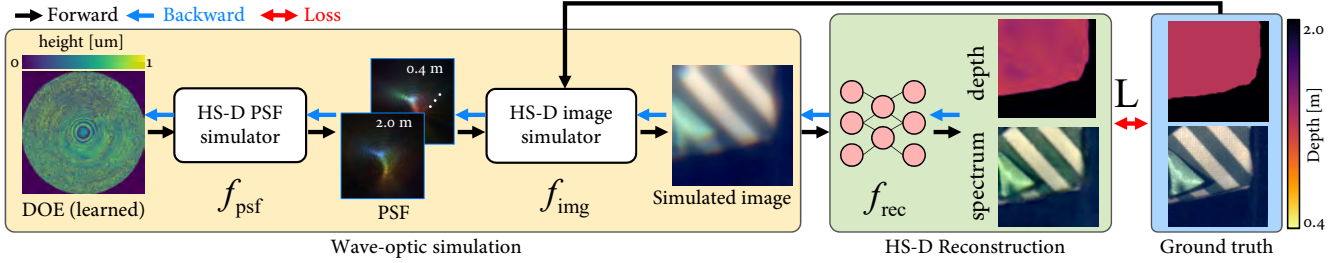 Forward
Backward
Loss
height [um]
0
1
DOE (learned)
HS-D PSF
simulator
f_psf
0.4 m
2.0 m
PSF
HS-D image
simulator
f_img
Simulated image
Wave-optic simulation
f_rec
depth
spectrum
HS-D Reconstruction
L
Ground truth
2.0
Depth [m]
0.4